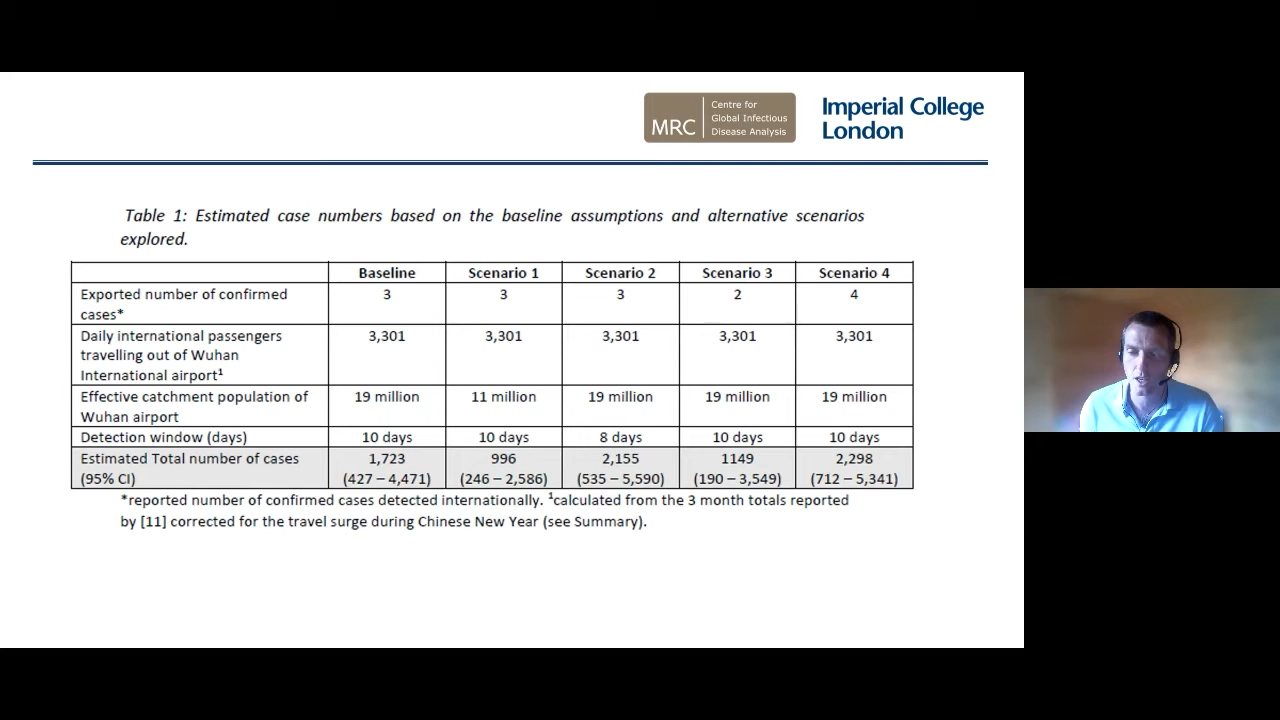 MRC
Centre for
Global Infectious
Disease Analysis
Imperial College
London
Table 1: Estimated case numbers based on the baseline assumptions and alternative scenarios
explored.
Baseline Scenario 1 Scenario 2 Scenario 3 Scenario 4
Exported number of confirmed
cases* 3 3 3 2 4
Daily international passengers
travelling out of Wuhan
International airport¹ 3,301 3,301 3,301 3,301 3,301
Effective catchment population of
Wuhan airport 19 million 11 million 19 million 19 million 19 million
Detection window (days) 10 days 10 days 8 days 10 days 10 days
Estimated Total number of cases 1,723 996 2,155 1149 2,298
(95% CI) (427 – 4,471) (246 – 2,586) (535 – 5,590) (190 – 3,549) (712 – 5,341)
*reported number of confirmed cases detected internationally. ¹calculated from the 3 month totals reported
by [11] corrected for the travel surge during Chinese New Year (see Summary).